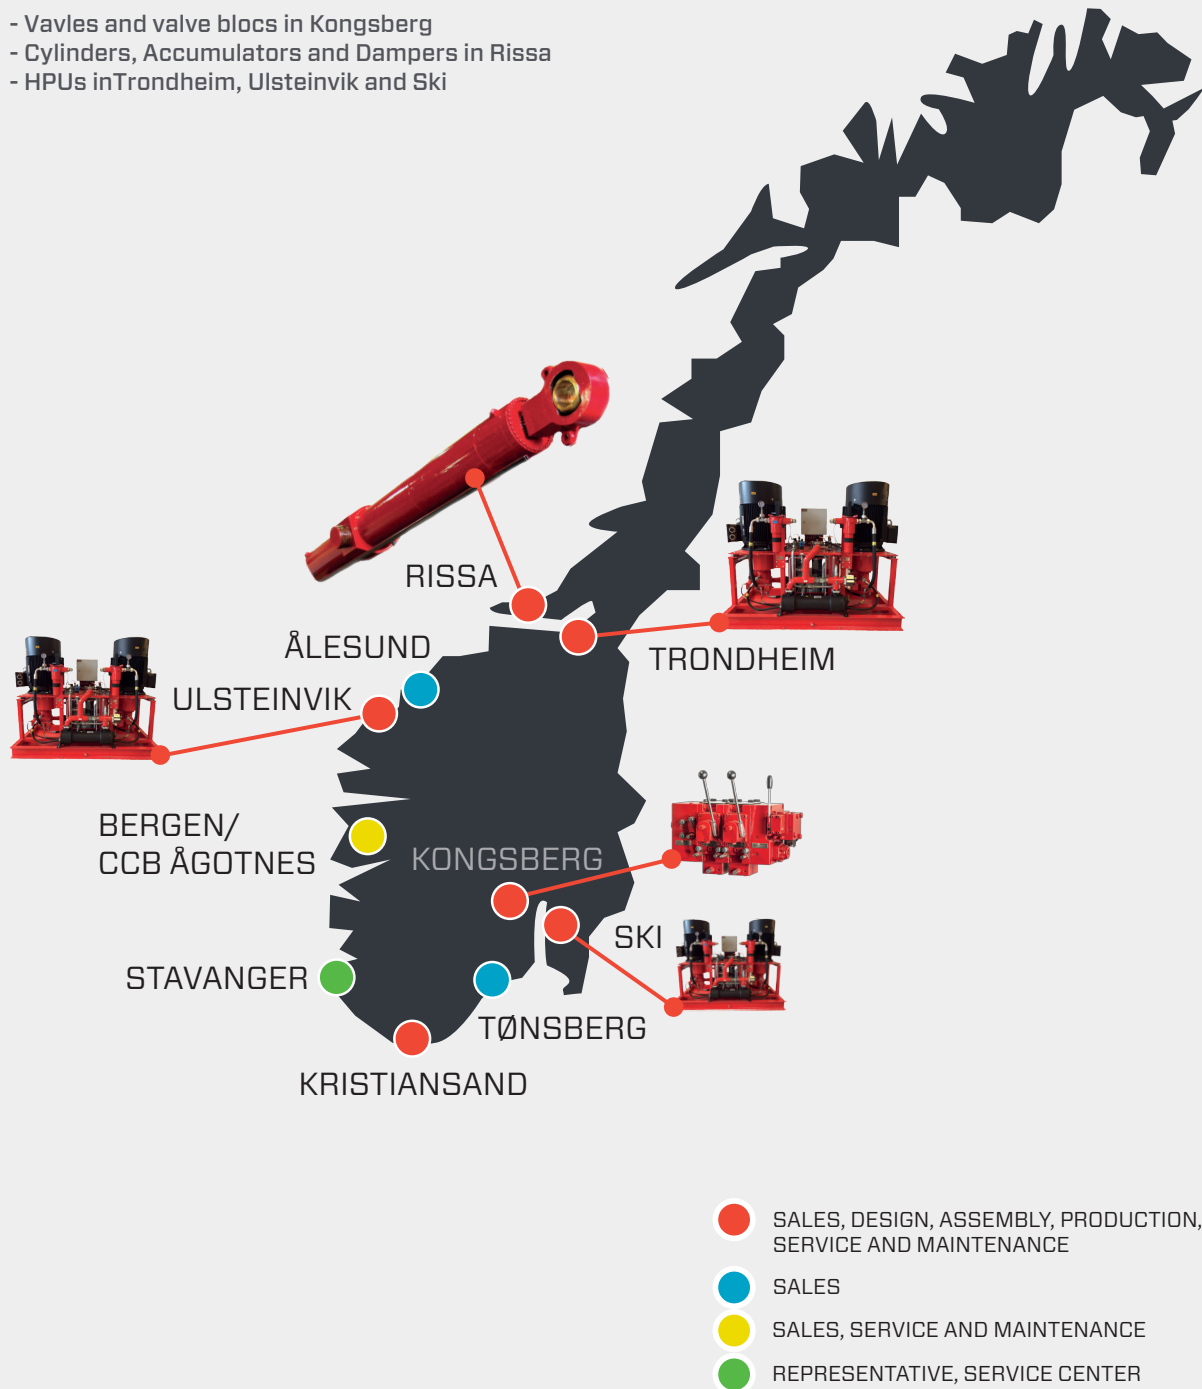 - Vavles and valve blocs in Kongsberg
- Cylinders, Accumulators and Dampers in Rissa
- HPUs inTrondheim, Ulsteinvik and Ski
RISSA
TRONDHEIM
ÅLESUND
ULSTEINVIK
BERGEN/
CCB ÅGOTNES
KONGSBERG
SKI
STAVANGER
TØNSBERG
KRISTIANSAND
SALES, DESIGN, ASSEMBLY, PRODUCTION,
SERVICE AND MAINTENANCE
SALES
SALES, SERVICE AND MAINTENANCE
REPRESENTATIVE, SERVICE CENTER